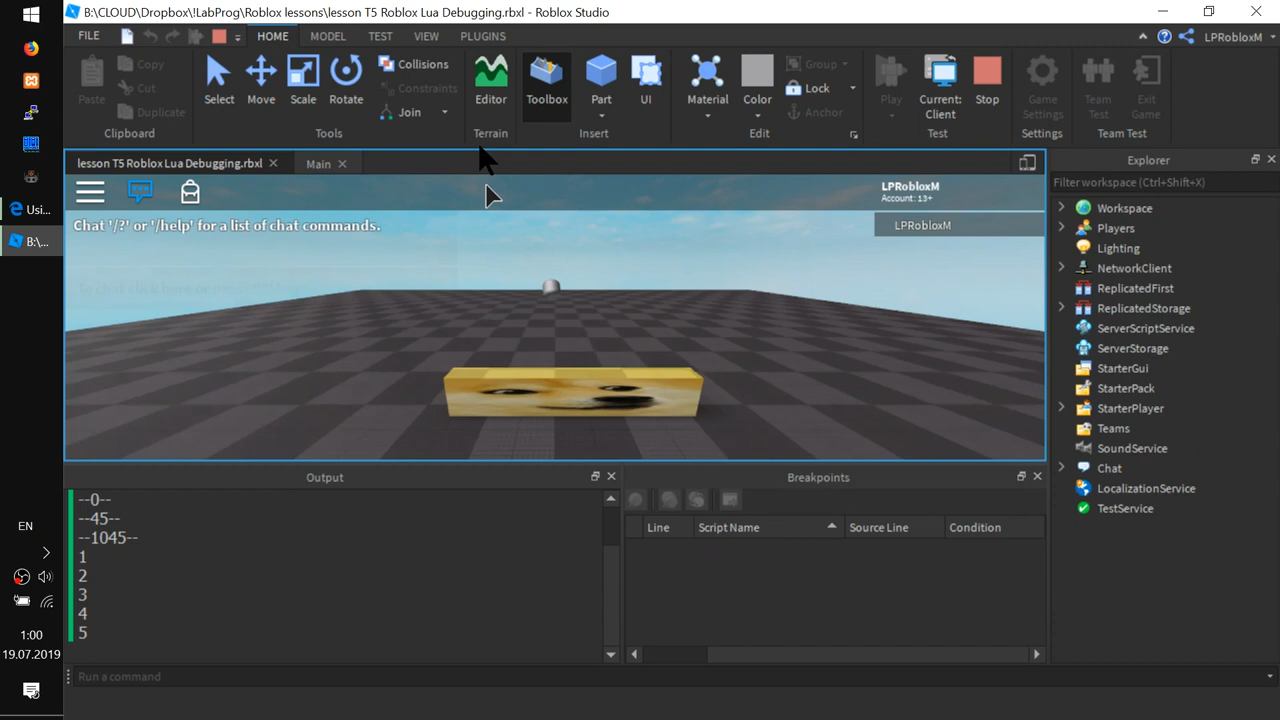 B:\CLOUD\Dropbox\!LabProg\Roblox lessons\lesson T5 Roblox Lua Debugging.rbxl - Roblox Studio
FILE HOME MODEL TEST VIEW PLUGINS LPRobloxM
Paste Copy Cut Duplicate Clipboard
Select Move Scale Rotate Collisions Constraints Join Tools
Editor Terrain
Toolbox Part UI Insert
Material Color Group Lock Anchor Edit
Play Current: Client Stop Test
Game Settings Settings
Team Test Exit Game Team Test
lesson T5 Roblox Lua Debugging.rbxl Main
LPRobloxM
Account: 13+
LPRobloxM
Chat '/?' or '/help' for a list of chat commands.
Explorer
Filter workspace (Ctrl+Shift+X)
Workspace
Players
Lighting
NetworkClient
ReplicatedFirst
ReplicatedStorage
ServerScriptService
ServerStorage
StarterGui
StarterPack
StarterPlayer
Teams
SoundService
Chat
LocalizationService
TestService
Output
--0--
--45--
--1045--
1
2
3
4
5
Breakpoints
Line Script Name Source Line Condition
Run a command
Usi...
B:\...
EN
1:00
19.07.2019